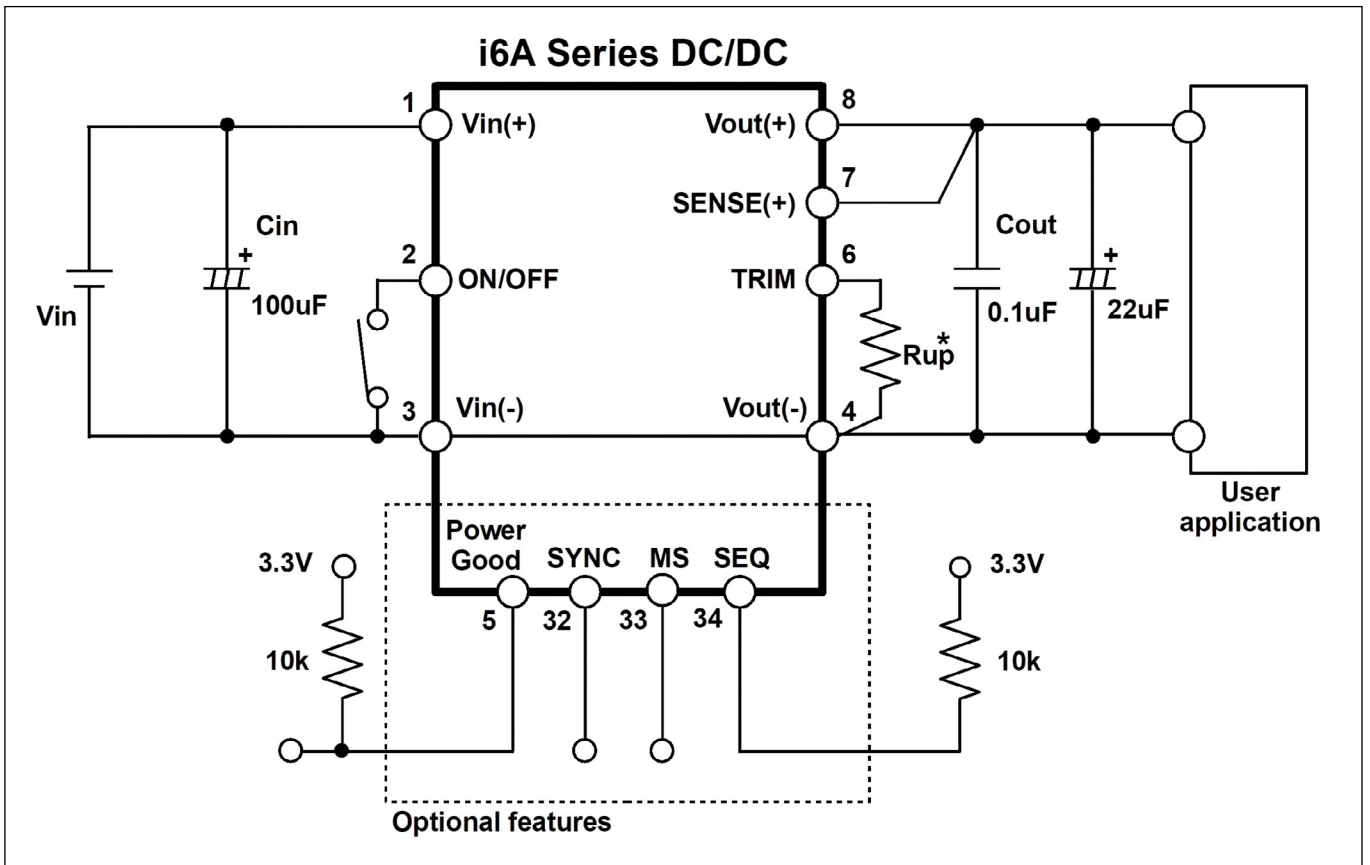 i6A Series DC/DC
1
Vin(+)
Vout(+)
8
7
SENSE(+)
Cin
+
100uF
2
ON/OFF
TRIM
6
Cout
0.1uF
+
22uF
Vin
Rup*
3
Vin(-)
Vout(-)
4
User
application
Power
Good
SYNC
MS
SEQ
3.3V
3.3V
5
32
33
34
10k
10k
Optional features